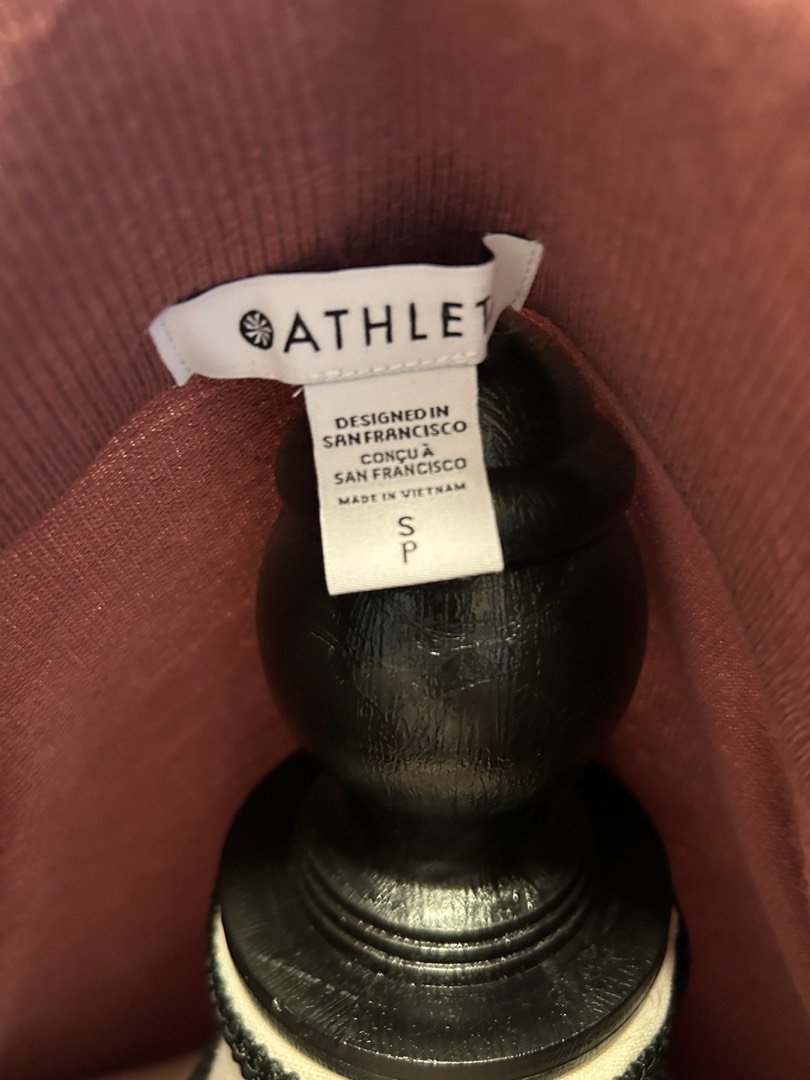 ATHLET
DESIGNED IN
SAN FRANCISCO
CONÇU À
SAN FRANCISCO
MADE IN VIETNAM
S
P